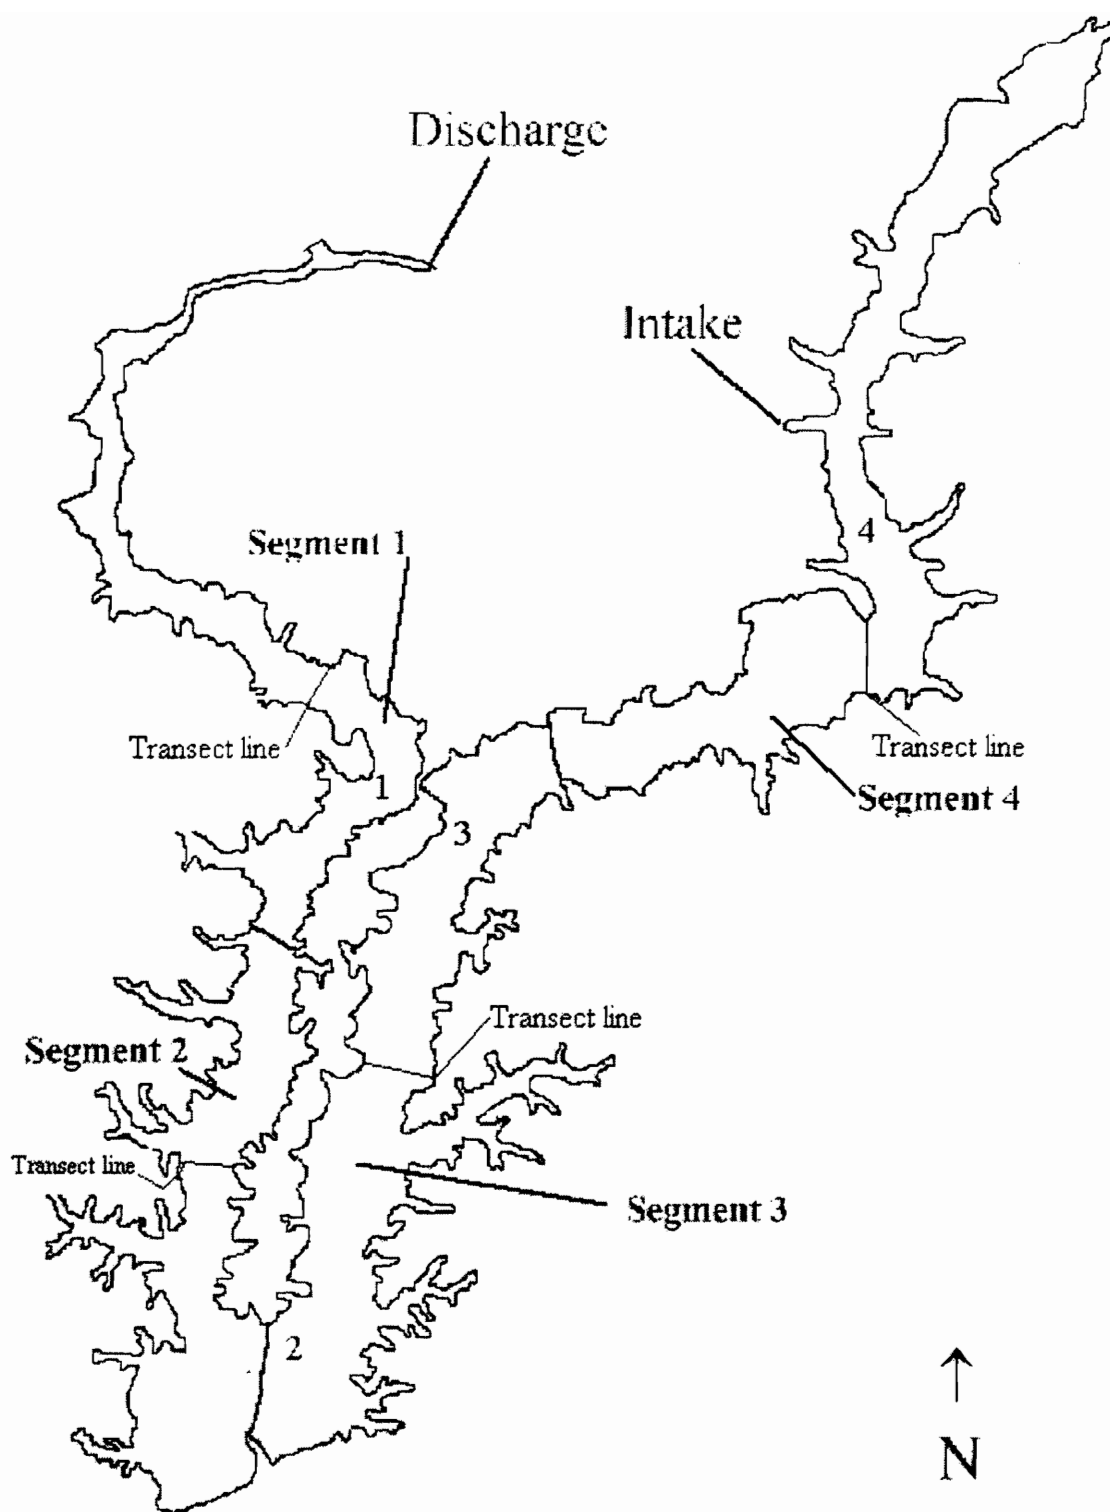 Discharge
Intake
4
Segment 1
Transect line
Transect line
1
Segment 4
3
Transect line
Segment 2
Transect line
Segment 3
2
N